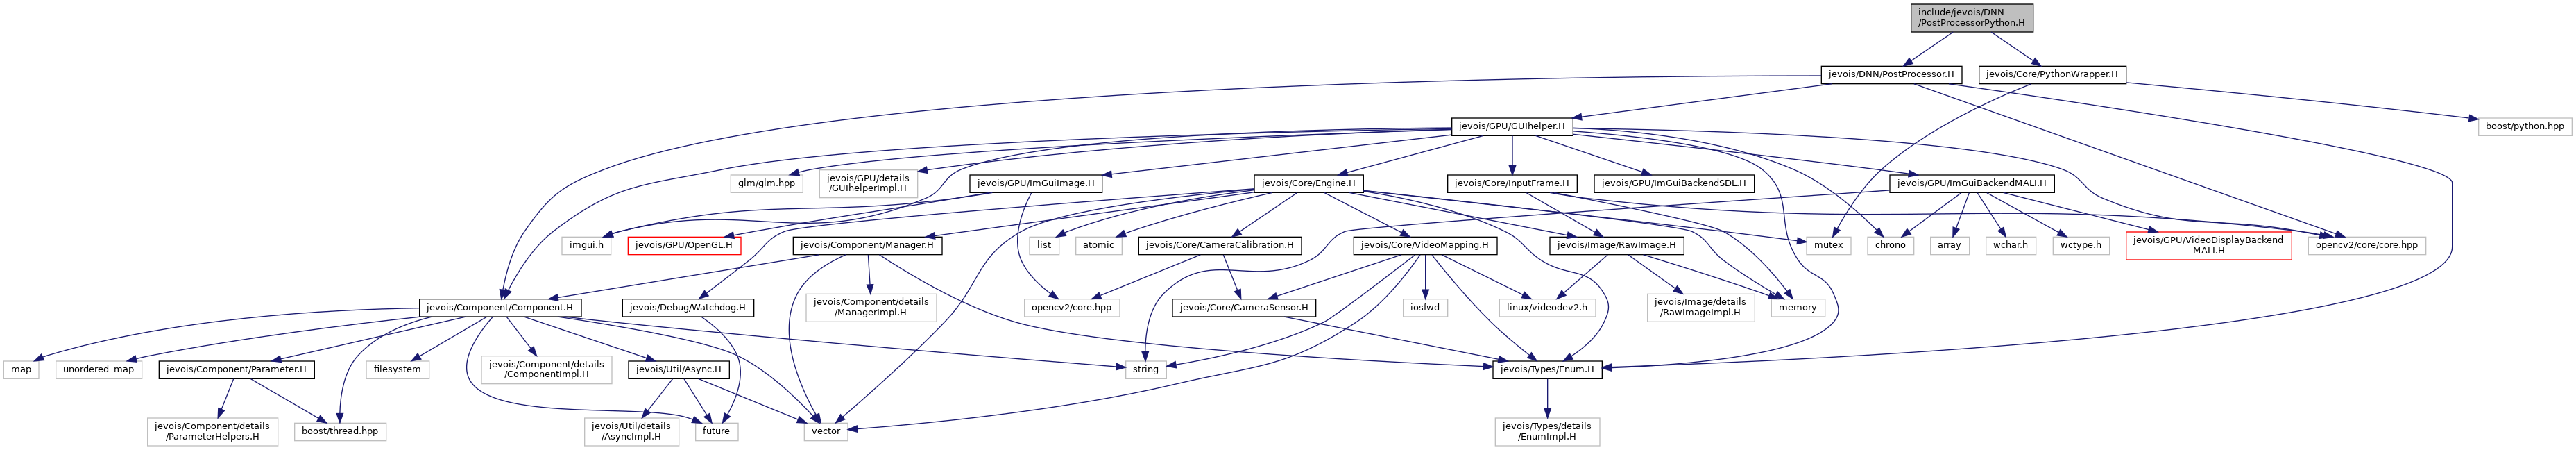 include/jevois/DNN
/PostProcessorPython.H
jevois/DNN/PostProcessor.H
jevois/Core/PythonWrapper.H
jevois/GPU/GUIhelper.H
boost/python.hpp
glm/glm.hpp
jevois/GPU/details
/GUIhelperImpl.H
jevois/GPU/ImGuiImage.H
jevois/Core/Engine.H
jevois/Core/InputFrame.H
jevois/GPU/ImGuiBackendSDL.H
jevois/GPU/ImGuiBackendMALI.H
imgui.h
jevois/GPU/OpenGL.H
jevois/Component/Manager.H
list
atomic
jevois/Core/CameraCalibration.H
jevois/Core/VideoMapping.H
jevois/Image/RawImage.H
mutex
chrono
array
wchar.h
wctype.h
jevois/GPU/VideoDisplayBackend
MALI.H
opencv2/core/core.hpp
jevois/Component/Component.H
jevois/Debug/Watchdog.H
jevois/Component/details
/ManagerImpl.H
opencv2/core.hpp
jevois/Core/CameraSensor.H
iosfwd
linux/videodev2.h
jevois/Image/details
/RawImageImpl.H
memory
map
unordered_map
jevois/Component/Parameter.H
filesystem
jevois/Component/details
/ComponentImpl.H
jevois/Util/Async.H
string
jevois/Types/Enum.H
jevois/Component/details
/ParameterHelpers.H
boost/thread.hpp
jevois/Util/details
/AsyncImpl.H
future
vector
jevois/Types/details
/EnumImpl.H